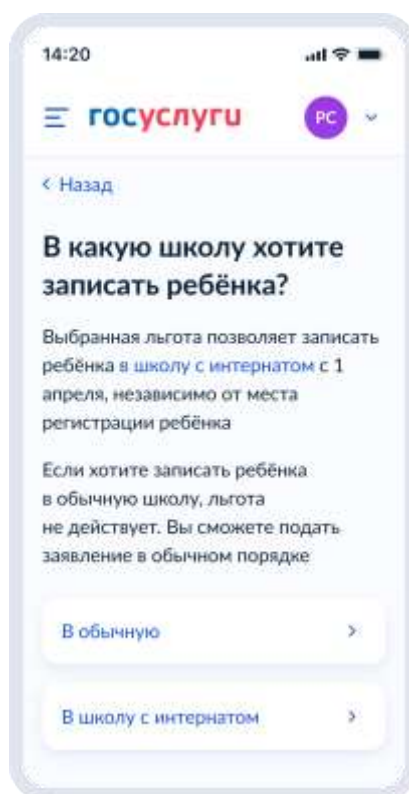 14:20
госуслуги
РС
Назад
В какую школу хотите
записать ребёнка?
Выбранная льгота позволяет записать
ребёнка в школу с интернатом с 1
апреля, независимо от места
регистрации ребёнка
Если хотите записать ребёнка
в обычную школу, льгота
не действует. Вы сможете подать
заявление в обычном порядке
В обычную
В школу с интернатом